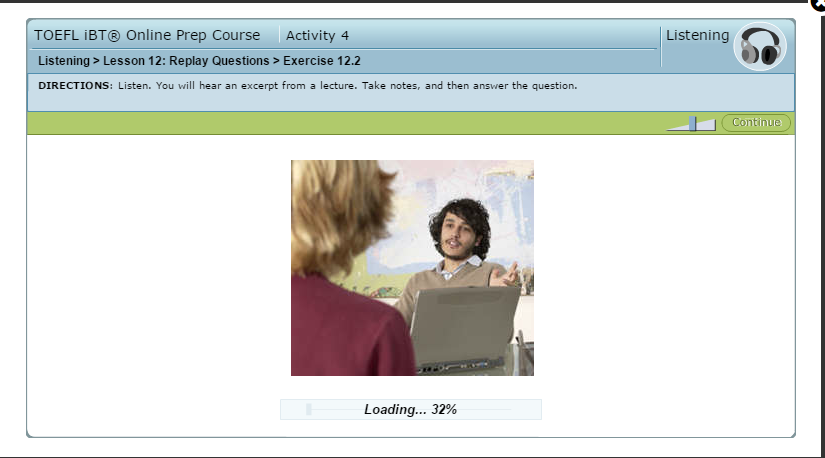 TOEFL iBT® Online Prep Course Activity 4 Listening
Listening > Lesson 12: Replay Questions > Exercise 12.2
DIRECTIONS: Listen. You will hear an excerpt from a lecture. Take notes, and then answer the question.
Continue
Loading... 32%